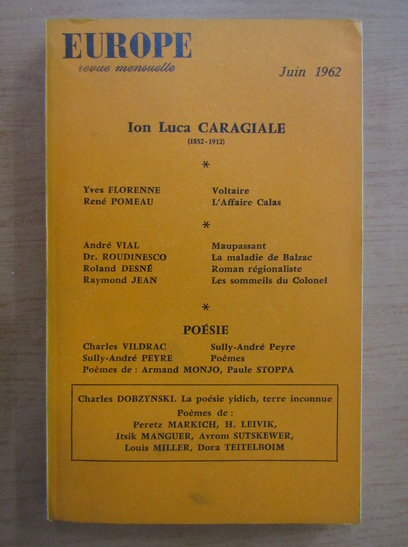 EUROPE
revue mensuelle
Juin 1962
Ion Luca CARAGIALE
(1852-1912)
*
Yves FLORENNE Voltaire
René POMEAU L'Affaire Calas
*
André VIAL Maupassant
Dr. ROUDINESCO La maladie de Balzac
Roland DESNÉ Roman régionaliste
Raymond JEAN Les sommeils du Colonel
*
POÉSIE
Charles VILDRAC Sully-André Peyre
Sully-André PEYRE Poèmes
Poèmes de : Armand MONJO, Paule STOPPA
Charles DOBZYNSKI. La poésie yidich, terre inconnue
Poèmes de :
Peretz MARKICH, H. LEIVIK,
Itsik MANGUER, Avrom SUTSKEWER,
Louis MILLER, Dora TEITELBOIM